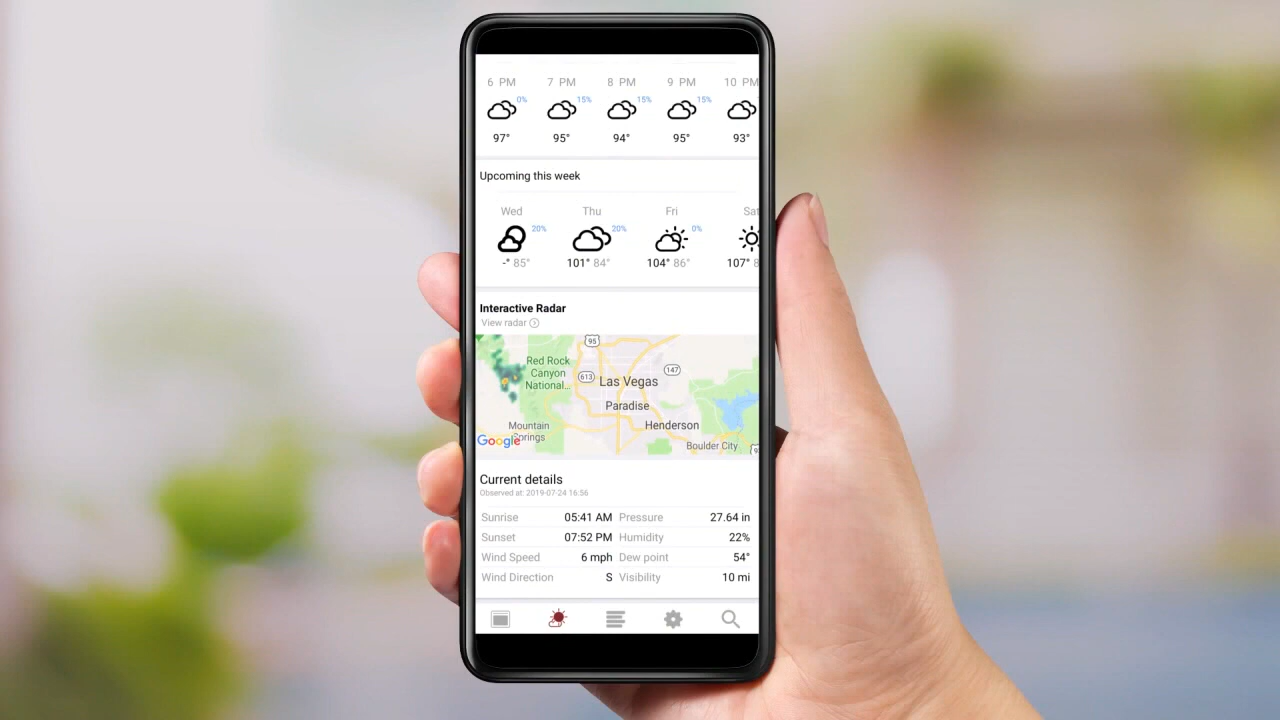 6 PM 7 PM 8 PM 9 PM 10 PM
0% 15% 15% 15%
97° 95° 94° 95° 93°
Upcoming this week
Wed Thu Fri Sat
20% 20% 0%
-° 85° 101° 84° 104° 86° 107° 8
Interactive Radar
View radar
95
Red Rock
Canyon
National...
613
147
Las Vegas
Paradise
Mountain
Springs
Henderson
Boulder City
Google
Current details
Observed at: 2019-07-24 16:56
Sunrise 05:41 AM Pressure 27.64 in
Sunset 07:52 PM Humidity 22%
Wind Speed 6 mph Dew point 54°
Wind Direction S Visibility 10 mi